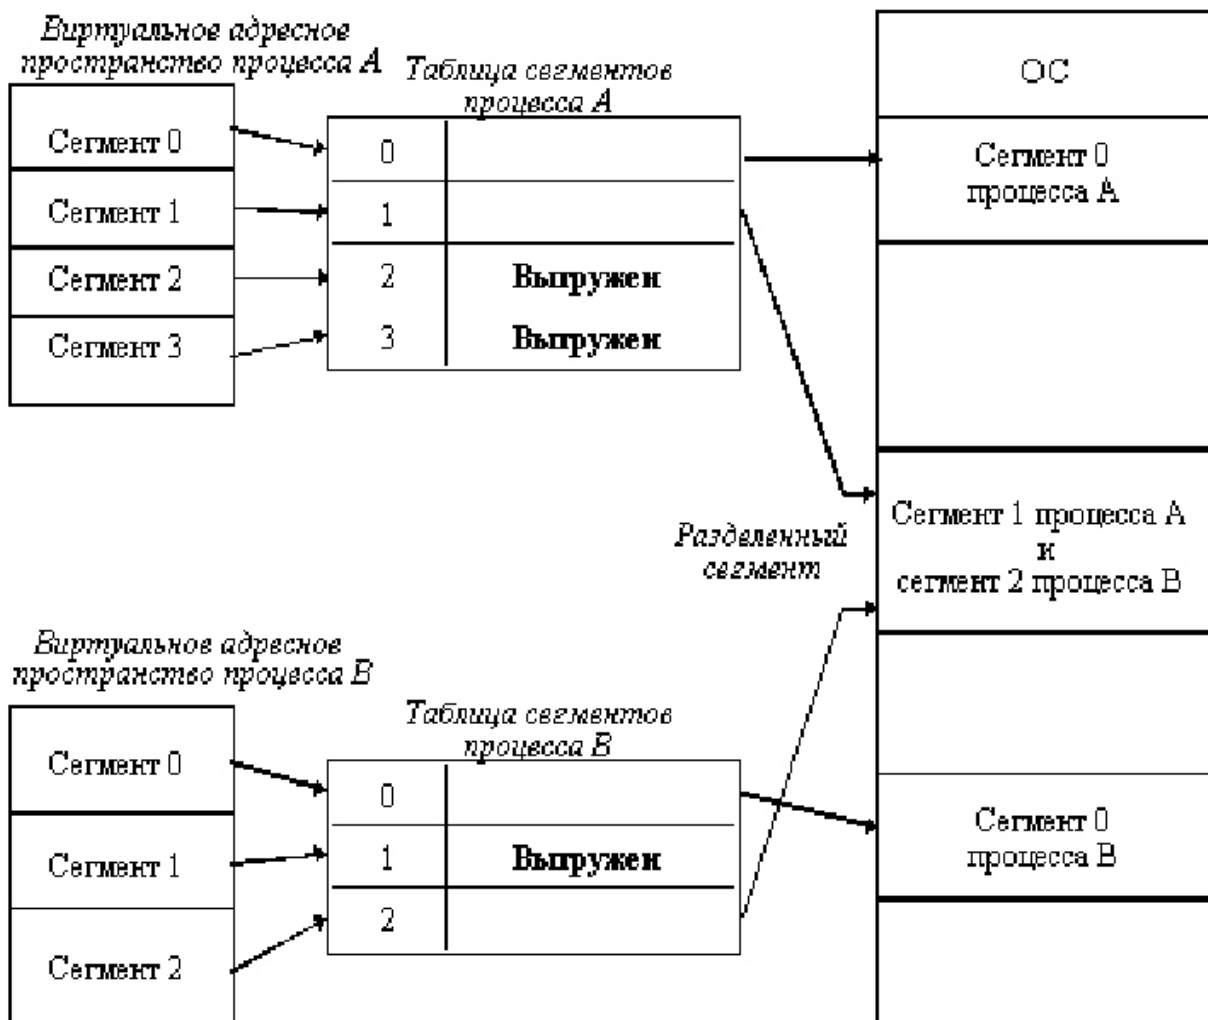 Виртуальное адресное
пространство процесса А
Сегмент 0
Сегмент 1
Сегмент 2
Сегмент 3
Таблица сегментов
процесса А
0
1
2 Выгружен
3 Выгружен
ОС
Сегмент 0
процесса А
Сегмент 1 процесса А
и
сегмент 2 процесса В
Разделенный
сегмент
Виртуальное адресное
пространство процесса В
Сегмент 0
Сегмент 1
Сегмент 2
Таблица сегментов
процесса В
0
1 Выгружен
2
Сегмент 0
процесса В